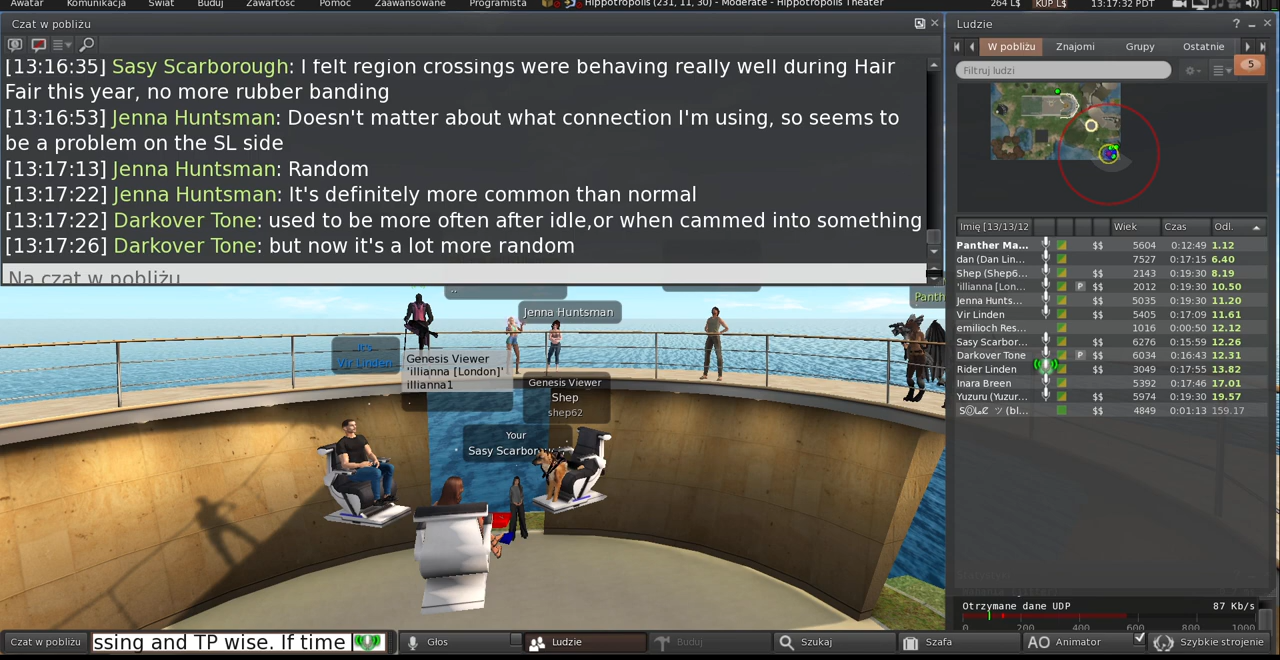 Awatar Komunikacja Świat Buduj Zawartość Pomoc Zaawansowane Programista Hippotropolis (231, 11, 30) - Moderate - Hippotropolis Theater 264 L$ KUP L$ 13:17:32 PDT
Czat w pobliżu
[13:16:35] Sasy Scarborough: I felt region crossings were behaving really well during Hair
Fair this year, no more rubber banding
[13:16:53] Jenna Huntsman: Doesn't matter about what connection I'm using, so seems to
be a problem on the SL side
[13:17:13] Jenna Huntsman: Random
[13:17:22] Jenna Huntsman: It's definitely more common than normal
[13:17:22] Darkover Tone: used to be more often after idle,or when cammed into something
[13:17:26] Darkover Tone: but now it's a lot more random
Na czat w pobliżu
Jenna Huntsman
Panth
It's
Vir Linden
Genesis Viewer
'illianna [London]'
illianna1
Genesis Viewer
Shep
shep62
Your
Sasy Scarborough
Ludzie
W pobliżu Znajomi Grupy Ostatnie
Filtruj ludzi
5
Imię [13/13/12 Wiek Czas Odl.
Panther Ma... $$ 5604 0:12:49 1.12
dan (Dan Lin... 7527 0:17:15 6.40
Shep (Shep6... $$ 2143 0:19:30 8.19
'illianna [Lon... P $$ 2012 0:19:30 10.50
Jenna Hunts... $$ 5035 0:19:30 11.20
Vir Linden $$ 5405 0:17:09 11.61
emilioch Res... 1016 0:00:50 12.12
Sasy Scarbor... $$ 6276 0:15:59 12.26
Darkover Tone P $$ 6034 0:16:43 12.31
Rider Linden $$ 3049 0:17:55 13.82
Inara Breen 5392 0:17:46 17.01
Yuzuru (Yuzur... $$ 5974 0:19:30 19.57
$$ 4849 0:01:13 159.17
Otrzymane dane UDP 87 Kb/s
0 200 400 600 800 1000
Czat w pobliżu ssing and TP wise. If time Głos Ludzie Buduj Szukaj Szafa AO Animator Szybkie strojenie